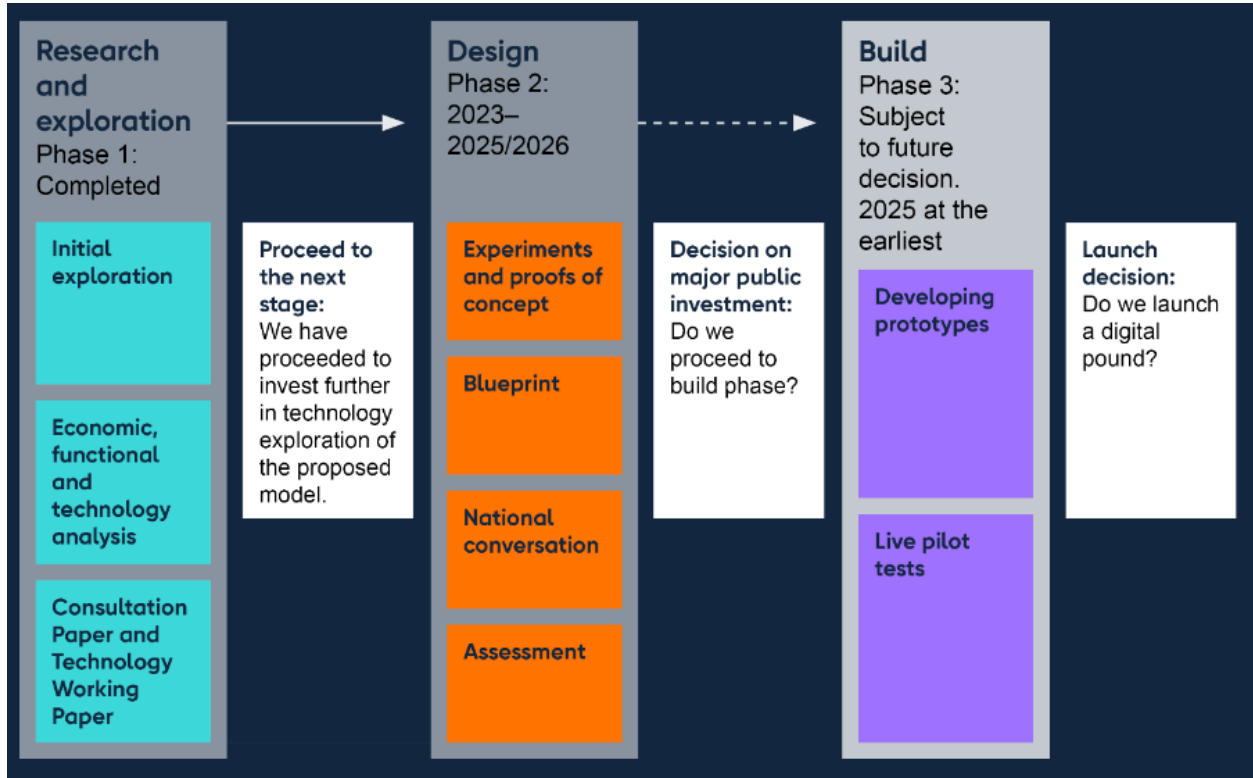 Research
and
exploration
Phase 1:
Completed
Initial
exploration
Economic,
functional
and
technology
analysis
Consultation
Paper and
Technology
Working
Paper
Proceed to
the next
stage:
We have
proceeded to
invest further
in technology
exploration of
the proposed
model.
Design
Phase 2:
2023–
2025/2026
Experiments
and proofs of
concept
Blueprint
National
conversation
Assessment
Decision on
major public
investment:
Do we
proceed to
build phase?
Build
Phase 3:
Subject
to future
decision.
2025 at the
earliest
Developing
prototypes
Live pilot
tests
Launch
decision:
Do we launch
a digital
pound?